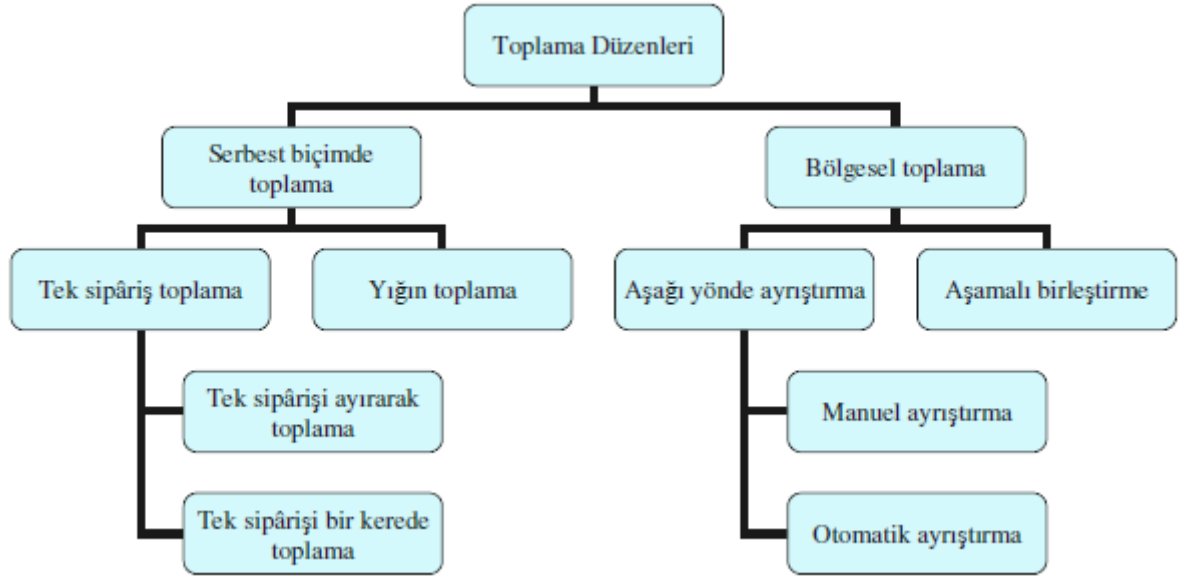 Toplama Düzenleri
Serbest biçimde
toplama
Bölgesel toplama
Tek sipâriş toplama
Yığın toplama
Aşağı yönde ayrıştırma
Aşamalı birleştirme
Tek sipârişi ayırarak
toplama
Manuel ayrıştırma
Tek sipârişi bir kerede
toplama
Otomatik ayrıştırma